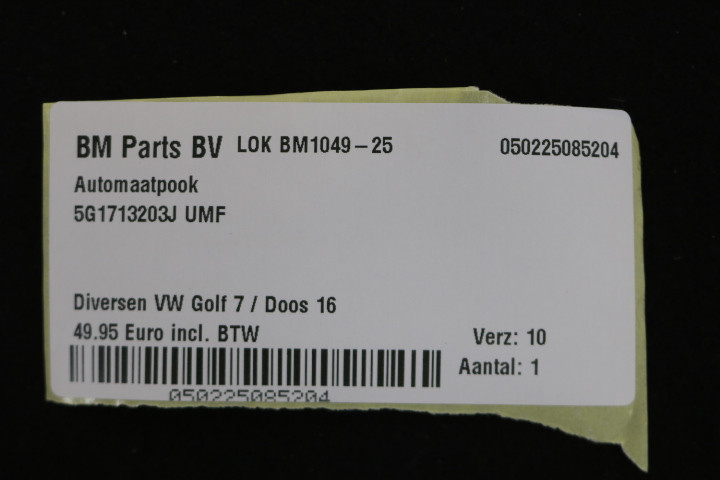 BM Parts BV LOK BM1049-25 050225085204
Automaatpook
5G1713203J UMF
Diversen VW Golf 7 / Doos 16
49.95 Euro incl. BTW
Verz: 10
Aantal: 1
050225085204